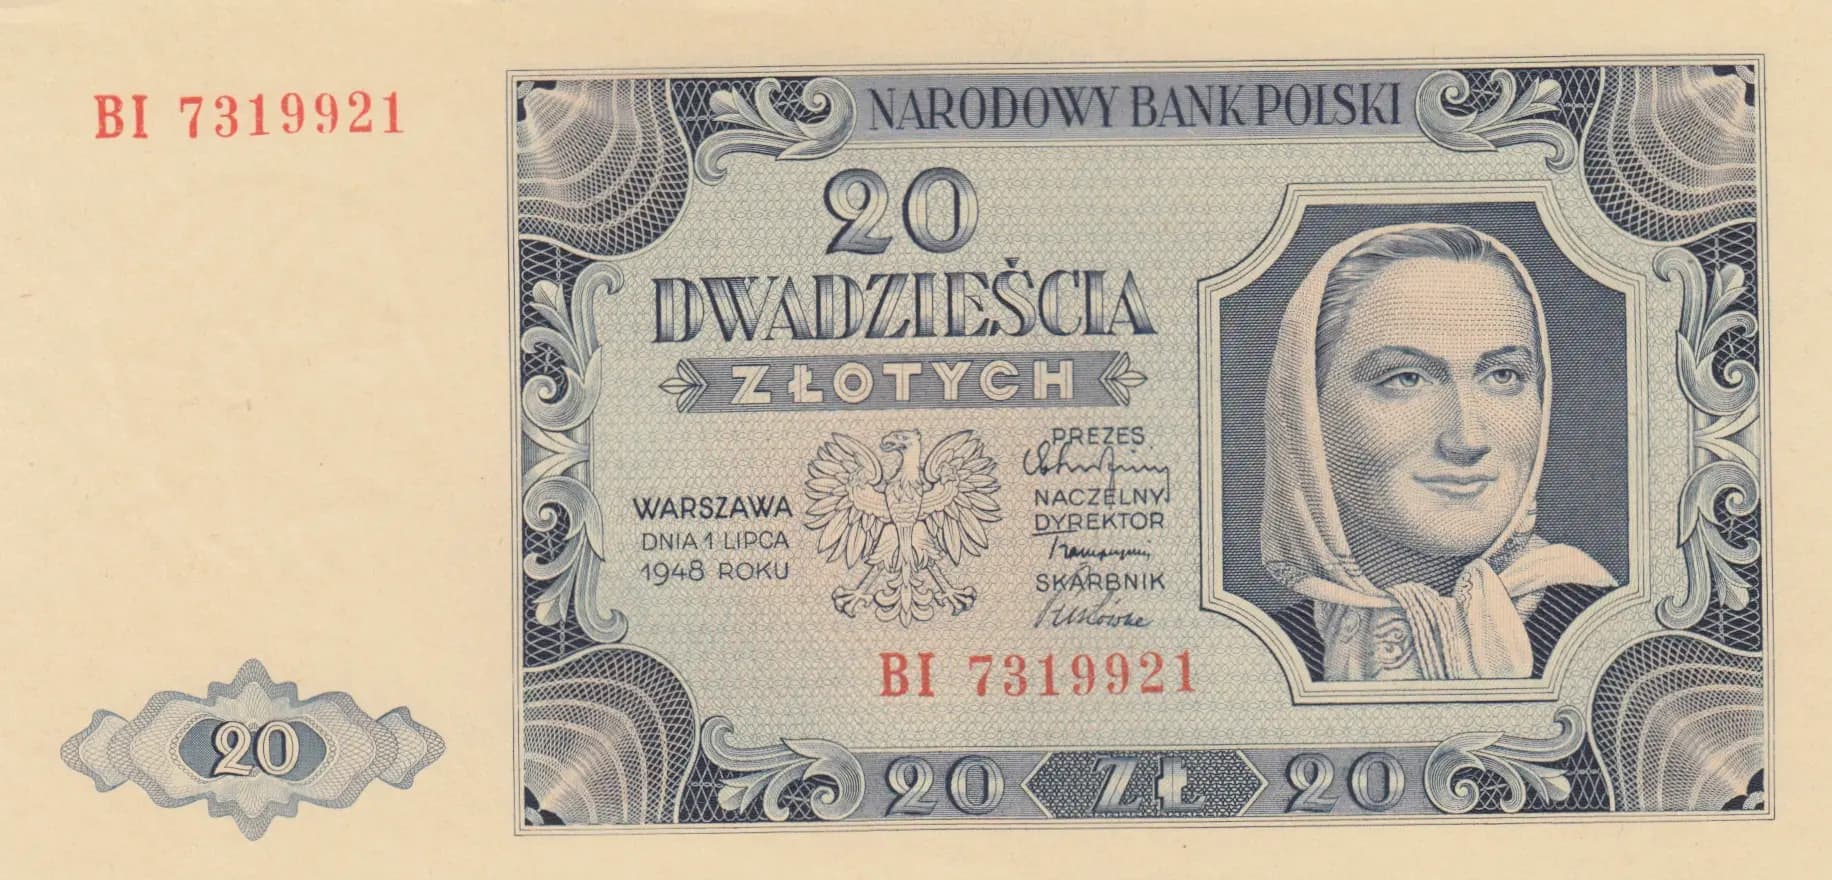 BI 7319921
NARODOWY BANK POLSKI
20
DWADZIEŚCIA
ZŁOTYCH
WARSZAWA
DNIA 1 LIPCA
1948 ROKU
PREZES
NACZELNY
DYREKTOR
SKARBNIK
BI 7319921
20
20 ZŁ 20